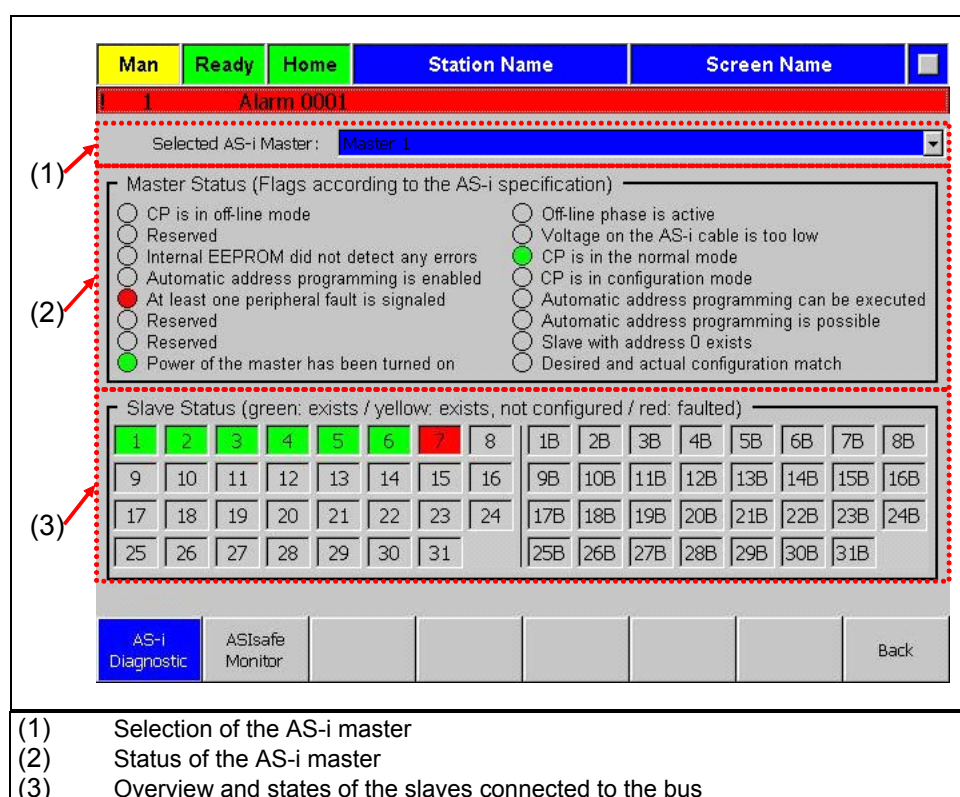 Man Ready Home Station Name Screen Name
! 1 Alarm 0001
(1) Selected AS-i Master: Master 1
Master Status (Flags according to the AS-i specification)
(2)
CP is in off-line mode
Reserved
Internal EEPROM did not detect any errors
Automatic address programming is enabled
At least one peripheral fault is signaled
Reserved
Reserved
Power of the master has been turned on
Off-line phase is active
Voltage on the AS-i cable is too low
CP is in the normal mode
CP is in configuration mode
Automatic address programming can be executed
Automatic address programming is possible
Slave with address 0 exists
Desired and actual configuration match
(3)
Slave Status (green: exists / yellow: exists, not configured / red: faulted)
1 2 3 4 5 6 7 8 1B 2B 3B 4B 5B 6B 7B 8B
9 10 11 12 13 14 15 16 9B 10B 11B 12B 13B 14B 15B 16B
17 18 19 20 21 22 23 24 17B 18B 19B 20B 21B 22B 23B 24B
25 26 27 28 29 30 31 25B 26B 27B 28B 29B 30B 31B
AS-i
Diagnostic
ASIsafe
Monitor
Back
(1) Selection of the AS-i master
(2) Status of the AS-i master
(3) Overview and states of the slaves connected to the bus